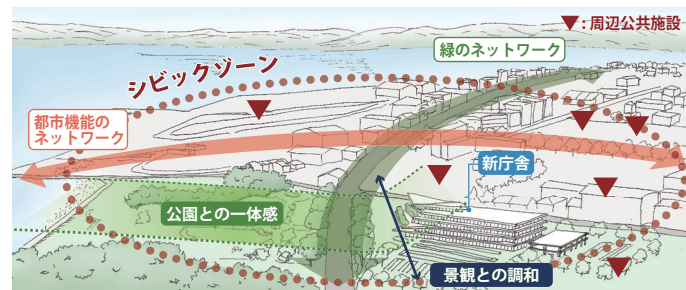 ▼:周辺公共施設
緑のネットワーク
シビックゾーン
都市機能の
ネットワーク
新庁舎
公園との一体感
景観との調和